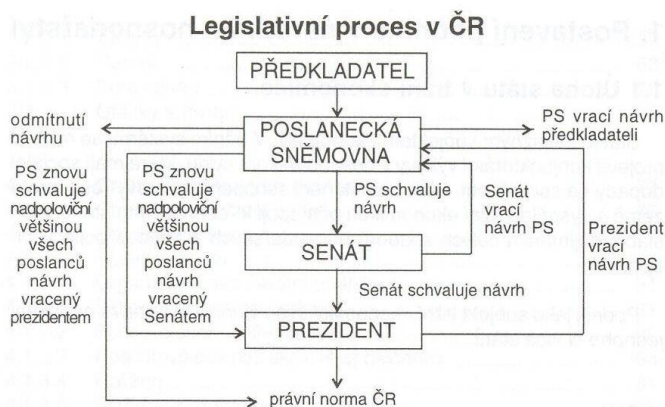 Legislativní proces v ČR
PŘEDKLADATEL
odmítnutí
návrhu
POSLANECKÁ
SNĚMOVNA
PS vrací návrh
předkladateli
PS znovu
schvaluje
nadpoloviční
většinou
všech
poslanců
návrh
vracený
prezidentem
PS znovu
schvaluje
nadpoloviční
většinou
všech
poslanců
návrh
vracený
Senátem
PS schvaluje
návrh
Senát
vrací
návrh PS
Prezident
vrací
návrh PS
SENÁT
Senát schvaluje návrh
PREZIDENT
právní norma ČR